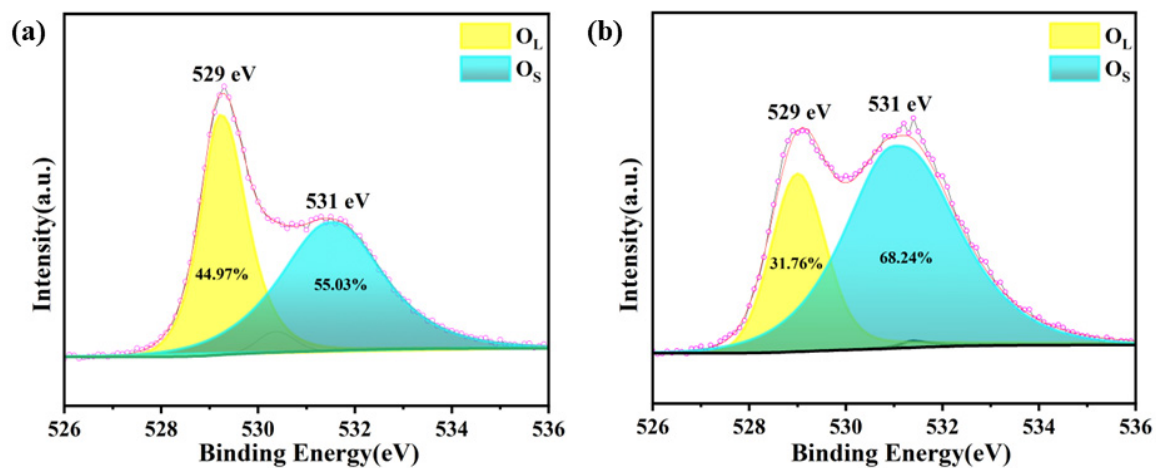 (a)
O_L
O_S
529 eV
531 eV
44.97%
55.03%
Intensity(a.u.)
526 528 530 532 534 536
Binding Energy(eV)
(b)
O_L
O_S
529 eV
531 eV
31.76%
68.24%
Intensity(a.u.)
526 528 530 532 534 536
Binding Energy(eV)